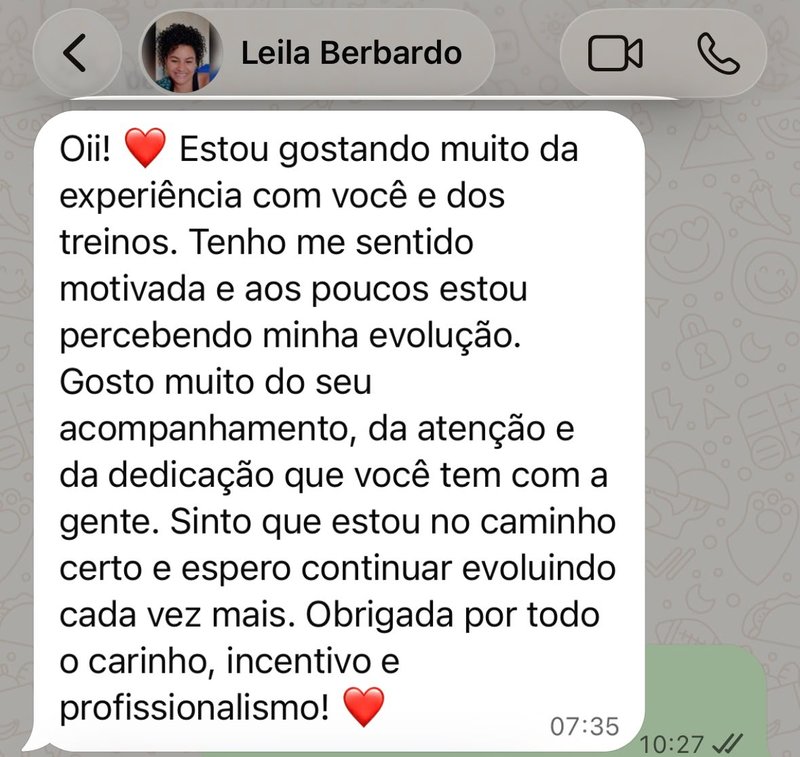 Leila Berbardo
Oii! ❤️ Estou gostando muito da
experiência com você e dos
treinos. Tenho me sentido
motivada e aos poucos estou
percebendo minha evolução.
Gosto muito do seu
acompanhamento, da atenção e
da dedicação que você tem com a
gente. Sinto que estou no caminho
certo e espero continuar evoluindo
cada vez mais. Obrigada por todo
o carinho, incentivo e
profissionalismo! ❤️
07:35
10:27